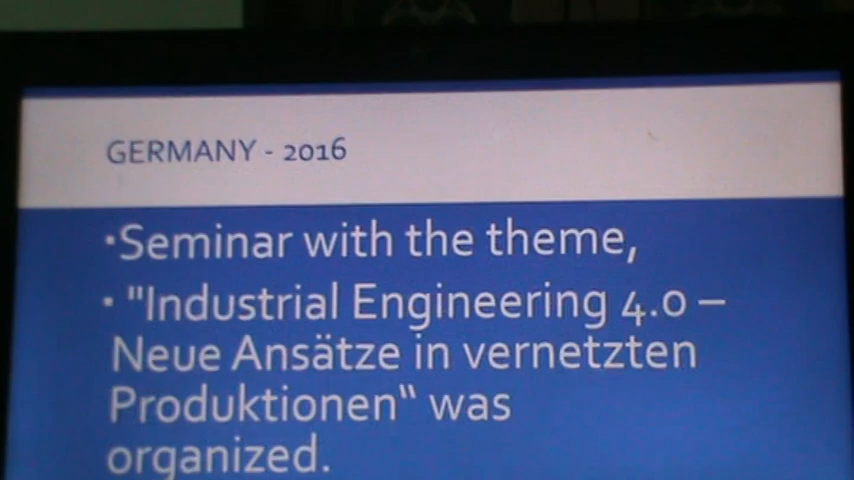 GERMANY - 2016
·Seminar with the theme,
· "Industrial Engineering 4.0 –
Neue Ansätze in vernetzten
Produktionen“ was
organized.